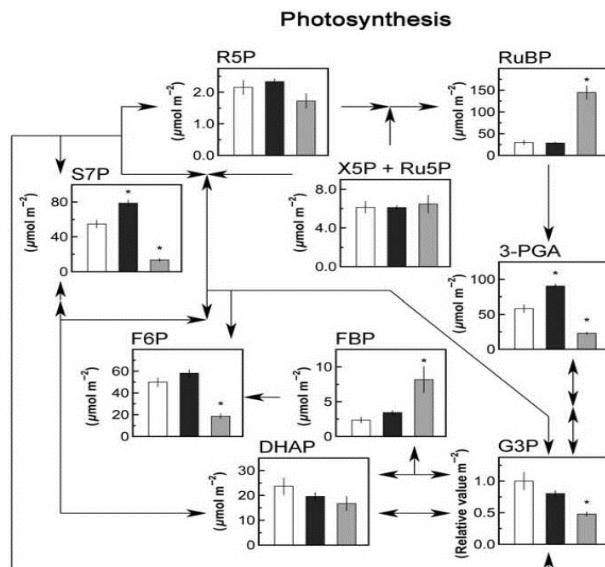 Photosynthesis
R5P
(µmol m⁻²)
2.0
1.0
0.0
RuBP
(µmol m⁻²)
150
100
50
0
*
S7P
(µmol m⁻²)
80
40
0
*
*
X5P + Ru5P
(µmol m⁻²)
6.0
3.0
0.0
3-PGA
(µmol m⁻²)
100
50
0
*
*
F6P
(µmol m⁻²)
60
40
20
0
*
FBP
(µmol m⁻²)
10
5
0
*
DHAP
(µmol m⁻²)
30
20
10
0
G3P
(Relative value m⁻²)
1.0
0.5
0.0
*